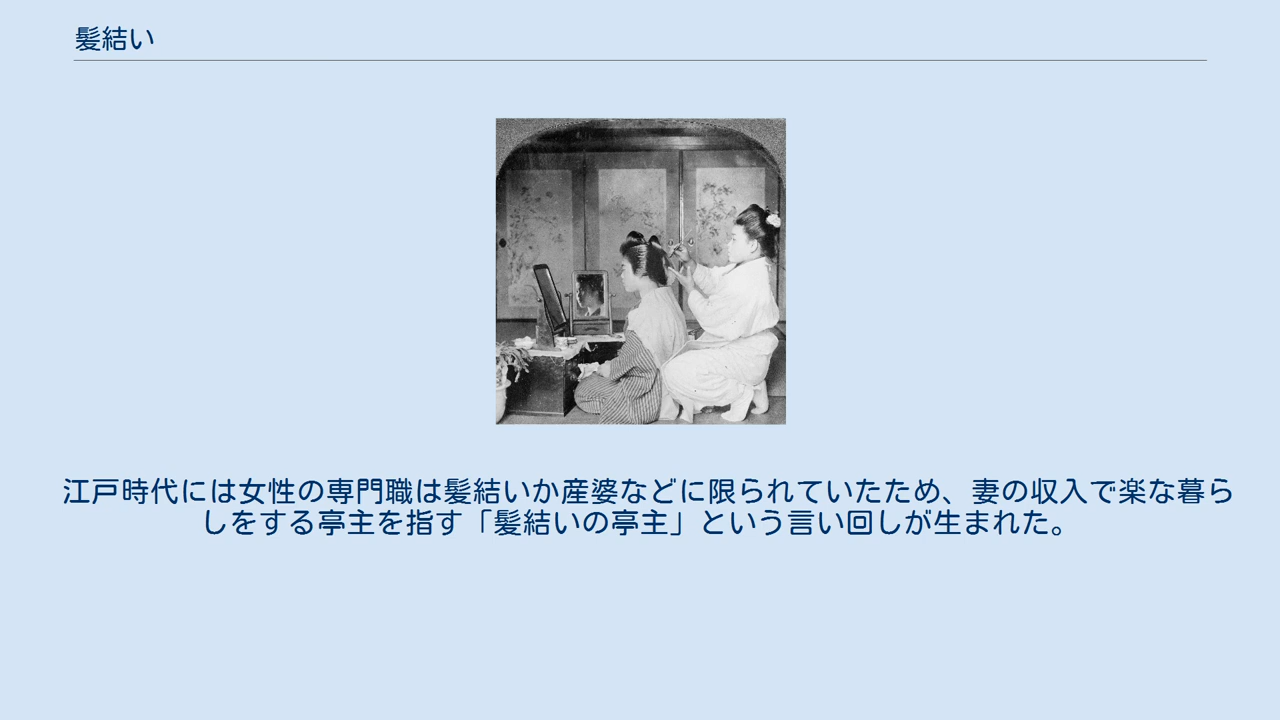 髪結い
江戸時代には女性の専門職は髪結いか産婆などに限られていたため、妻の収入で楽な暮ら
しをする亭主を指す「髪結いの亭主」という言い回しが生まれた。